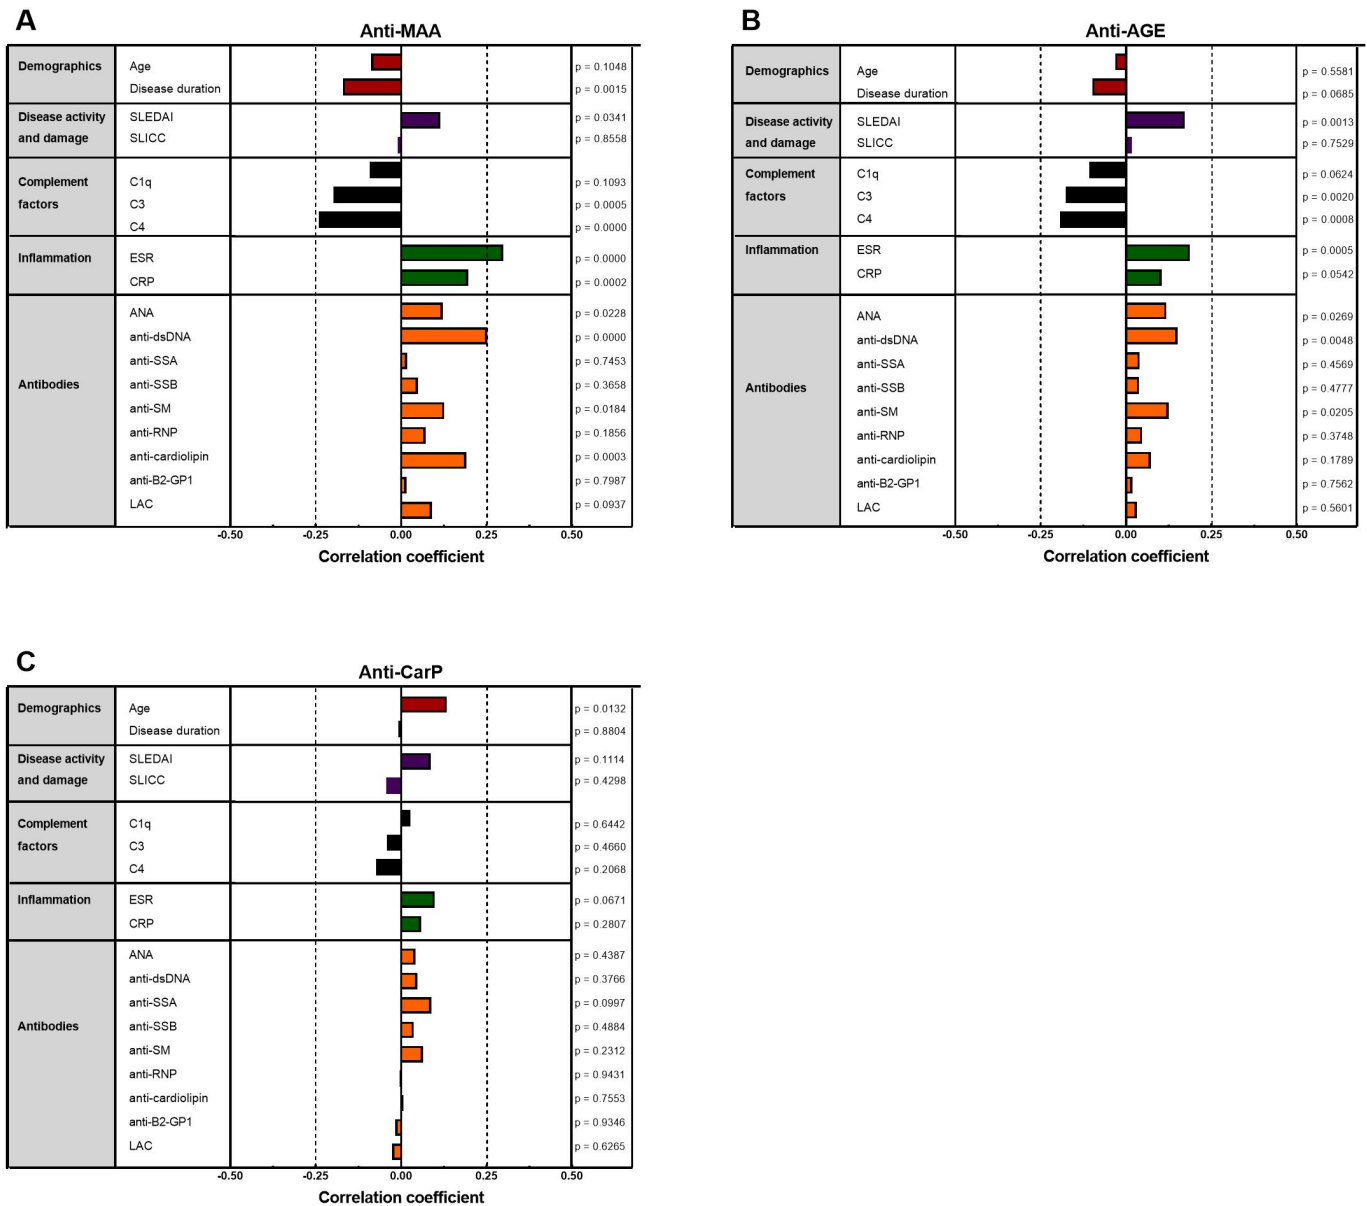 A
Anti-MAA
Demographics
Age
p = 0.1048
Disease duration
p = 0.0015
Disease activity
and damage
SLEDAI
p = 0.0341
SLICC
p = 0.8558
Complement
factors
C1q
p = 0.1093
C3
p = 0.0005
C4
p = 0.0000
Inflammation
ESR
p = 0.0000
CRP
p = 0.0002
Antibodies
ANA
p = 0.0228
anti-dsDNA
p = 0.0000
anti-SSA
p = 0.7453
anti-SSB
p = 0.3658
anti-SM
p = 0.0184
anti-RNP
p = 0.1856
anti-cardiolipin
p = 0.0003
anti-B2-GP1
p = 0.7987
LAC
p = 0.0937
-0.50 -0.25 0.00 0.25 0.50
Correlation coefficient
B
Anti-AGE
Demographics
Age
p = 0.5581
Disease duration
p = 0.0685
Disease activity
and damage
SLEDAI
p = 0.0013
SLICC
p = 0.7529
Complement
factors
C1q
p = 0.0624
C3
p = 0.0020
C4
p = 0.0008
Inflammation
ESR
p = 0.0005
CRP
p = 0.0542
Antibodies
ANA
p = 0.0269
anti-dsDNA
p = 0.0048
anti-SSA
p = 0.4569
anti-SSB
p = 0.4777
anti-SM
p = 0.0205
anti-RNP
p = 0.3748
anti-cardiolipin
p = 0.1789
anti-B2-GP1
p = 0.7562
LAC
p = 0.5601
-0.50 -0.25 0.00 0.25 0.50
Correlation coefficient
C
Anti-CarP
Demographics
Age
p = 0.0132
Disease duration
p = 0.8804
Disease activity
and damage
SLEDAI
p = 0.1114
SLICC
p = 0.4298
Complement
factors
C1q
p = 0.6442
C3
p = 0.4660
C4
p = 0.2068
Inflammation
ESR
p = 0.0671
CRP
p = 0.2807
Antibodies
ANA
p = 0.4387
anti-dsDNA
p = 0.3766
anti-SSA
p = 0.0997
anti-SSB
p = 0.4884
anti-SM
p = 0.2312
anti-RNP
p = 0.9431
anti-cardiolipin
p = 0.7553
anti-B2-GP1
p = 0.9346
LAC
p = 0.6265
-0.50 -0.25 0.00 0.25 0.50
Correlation coefficient